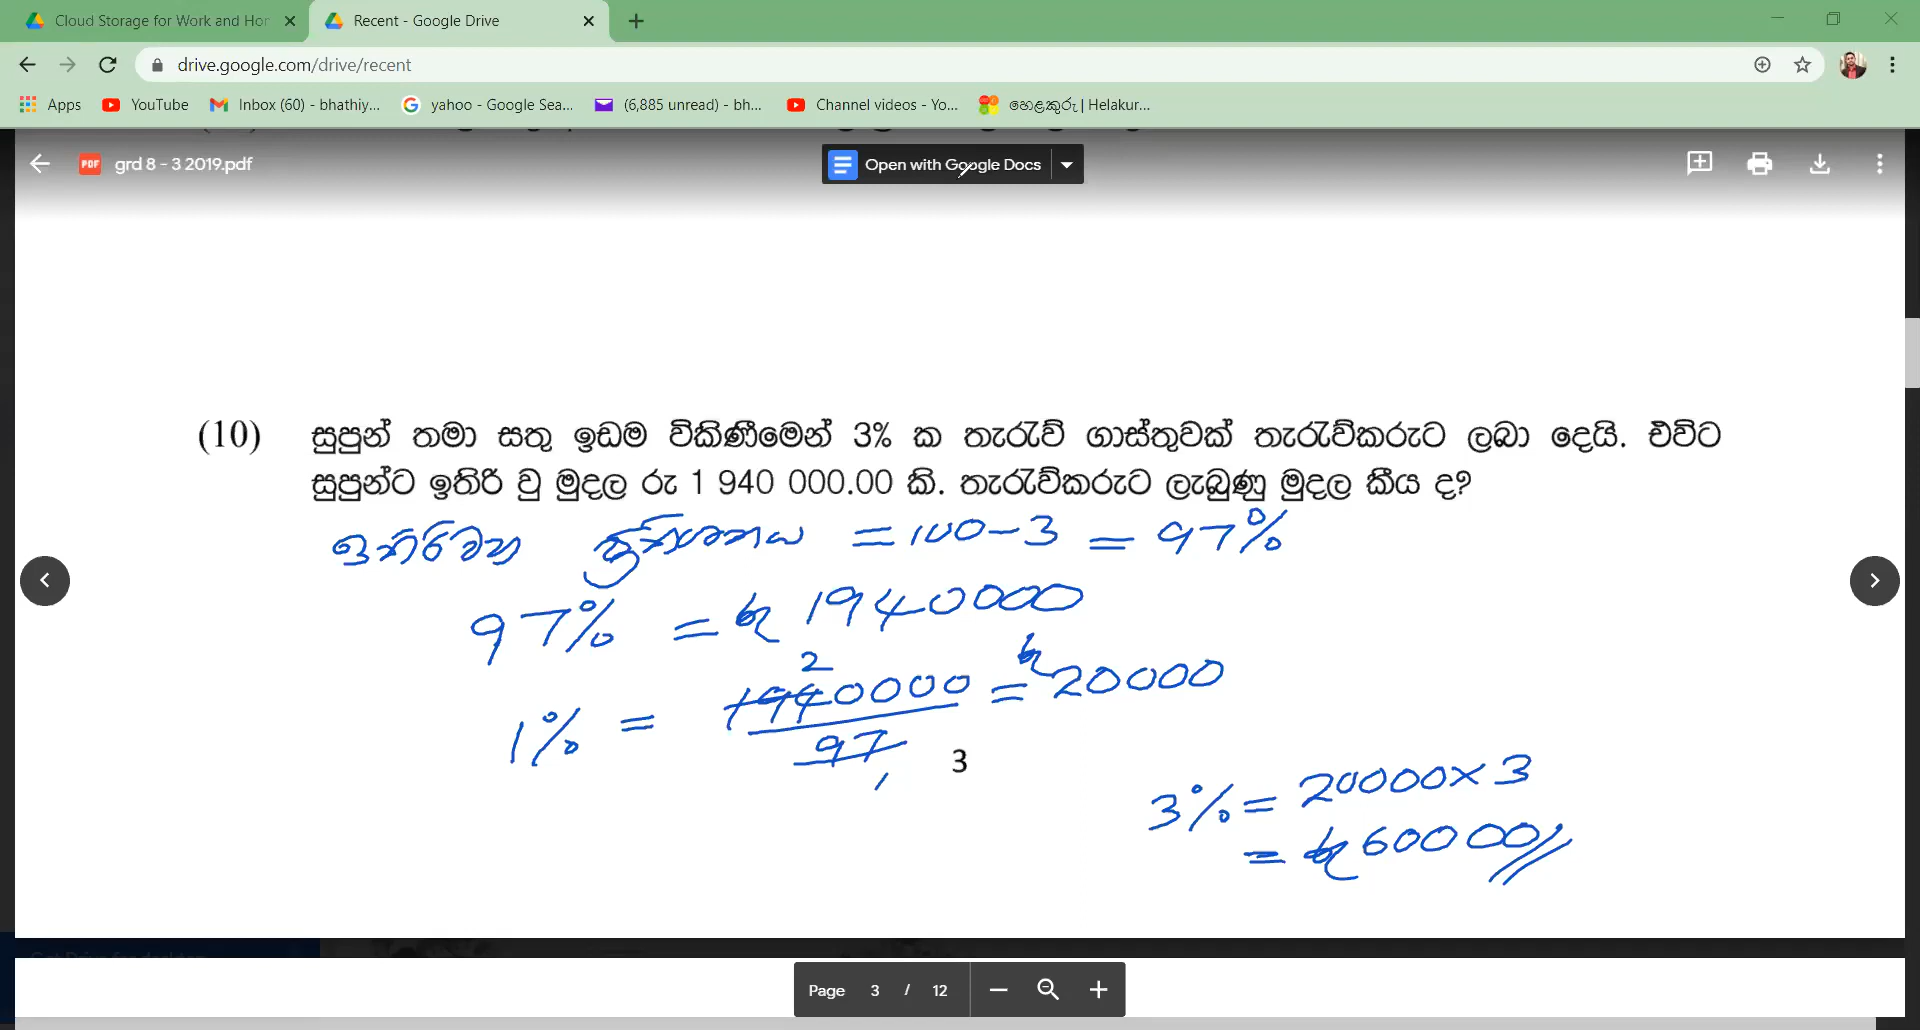 Cloud Storage for Work and Hor
Recent - Google Drive
drive.google.com/drive/recent
Apps YouTube Inbox (60) - bhathiy... yahoo - Google Sea... (6,885 unread) - bh... Channel videos - Yo... හෙළකුරු | Helakur...
PDF grd 8 - 3 2019.pdf
Open with Google Docs
(10) සුපුන් තමා සතු ඉඩම විකිණීමෙන් 3% ක තැරැව් ගාස්තුවක් තැරැව්කරුට ලබා දෙයි. එවිට
සුපුන්ට ඉතිරි වු මුදල රු 1 940 000.00 කි. තැරැව්කරුට ලැබුණු මුදල කීය ද?
ඉතිරිවන ප්‍රතිශතය = 100 - 3 = 97%
97% = රු 1940000
2
1% = 1940000 = රු 20000
97
1
3
3% = 20000 × 3
= රු 60000
Page 3 / 12